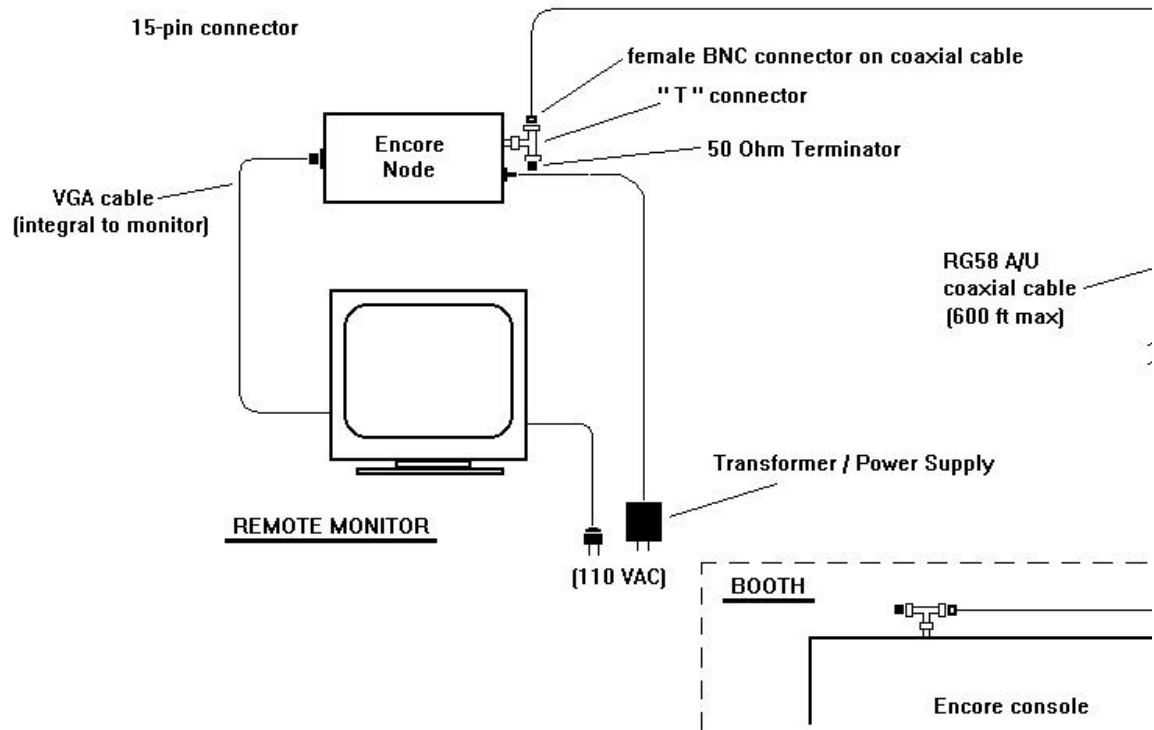 15-pin connector
female BNC connector on coaxial cable
"T" connector
Encore
Node
50 Ohm Terminator
VGA cable
(integral to monitor)
RG58 A/U
coaxial cable
(600 ft max)
Transformer / Power Supply
REMOTE MONITOR
(110 VAC)
BOOTH
Encore console